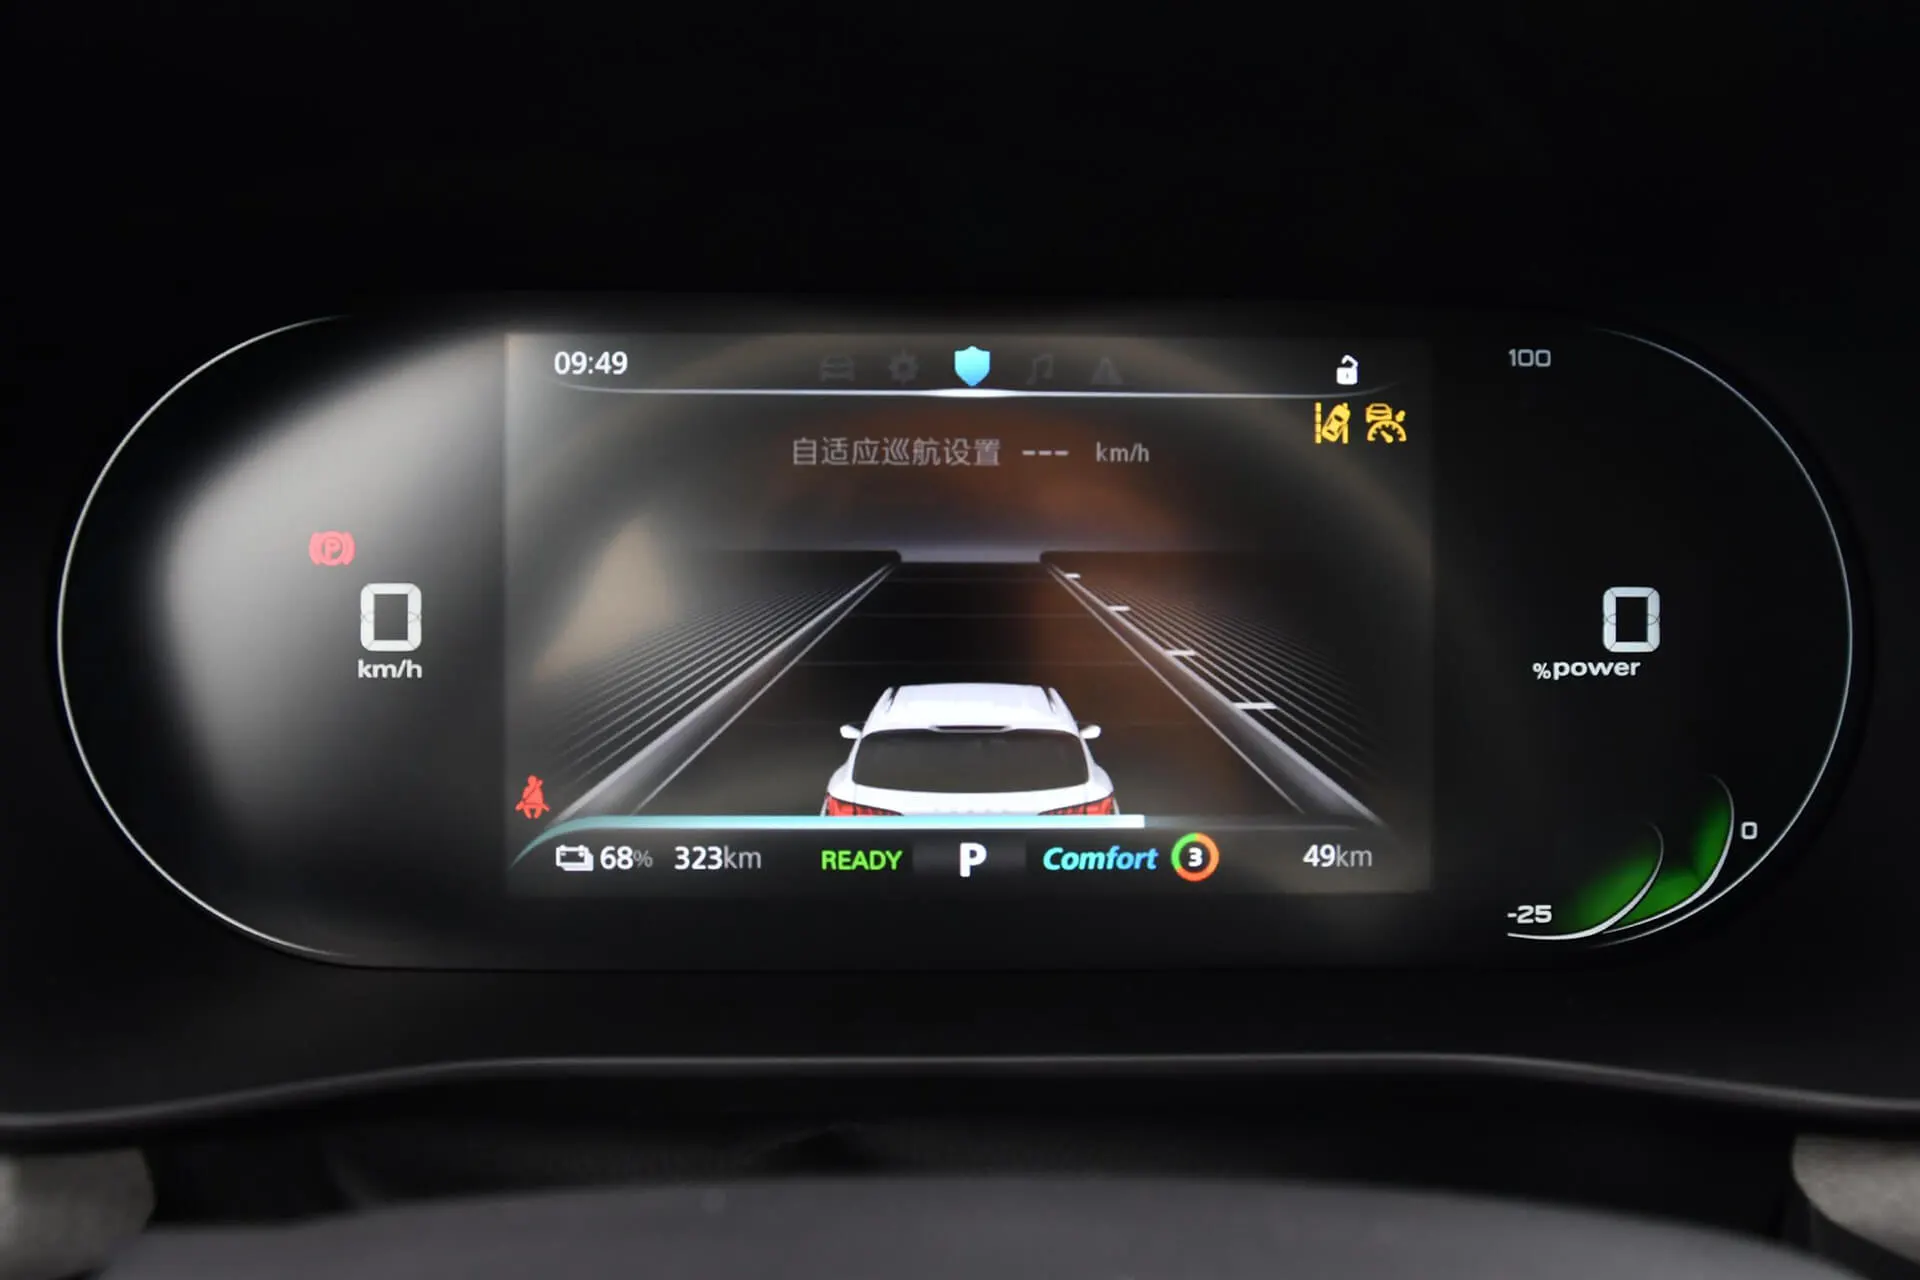 09:49
100
自适应巡航设置 --- km/h
P
0
km/h
0
%power
0
-25
68% 323km READY P Comfort 3 49km